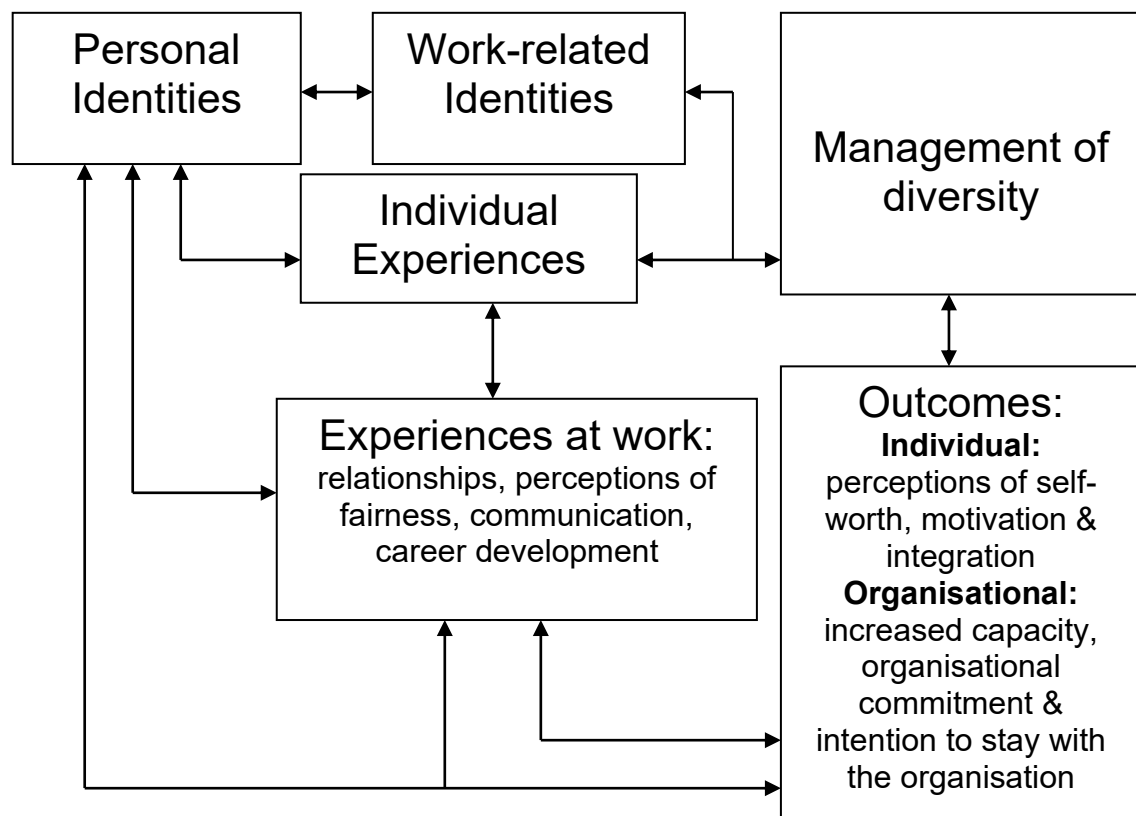 Personal
Identities
Work-related
Identities
Management of
diversity
Individual
Experiences
Experiences at work:
relationships, perceptions of
fairness, communication,
career development
Outcomes:
Individual:
perceptions of self-
worth, motivation &
integration
Organisational:
increased capacity,
organisational
commitment &
intention to stay with
the organisation